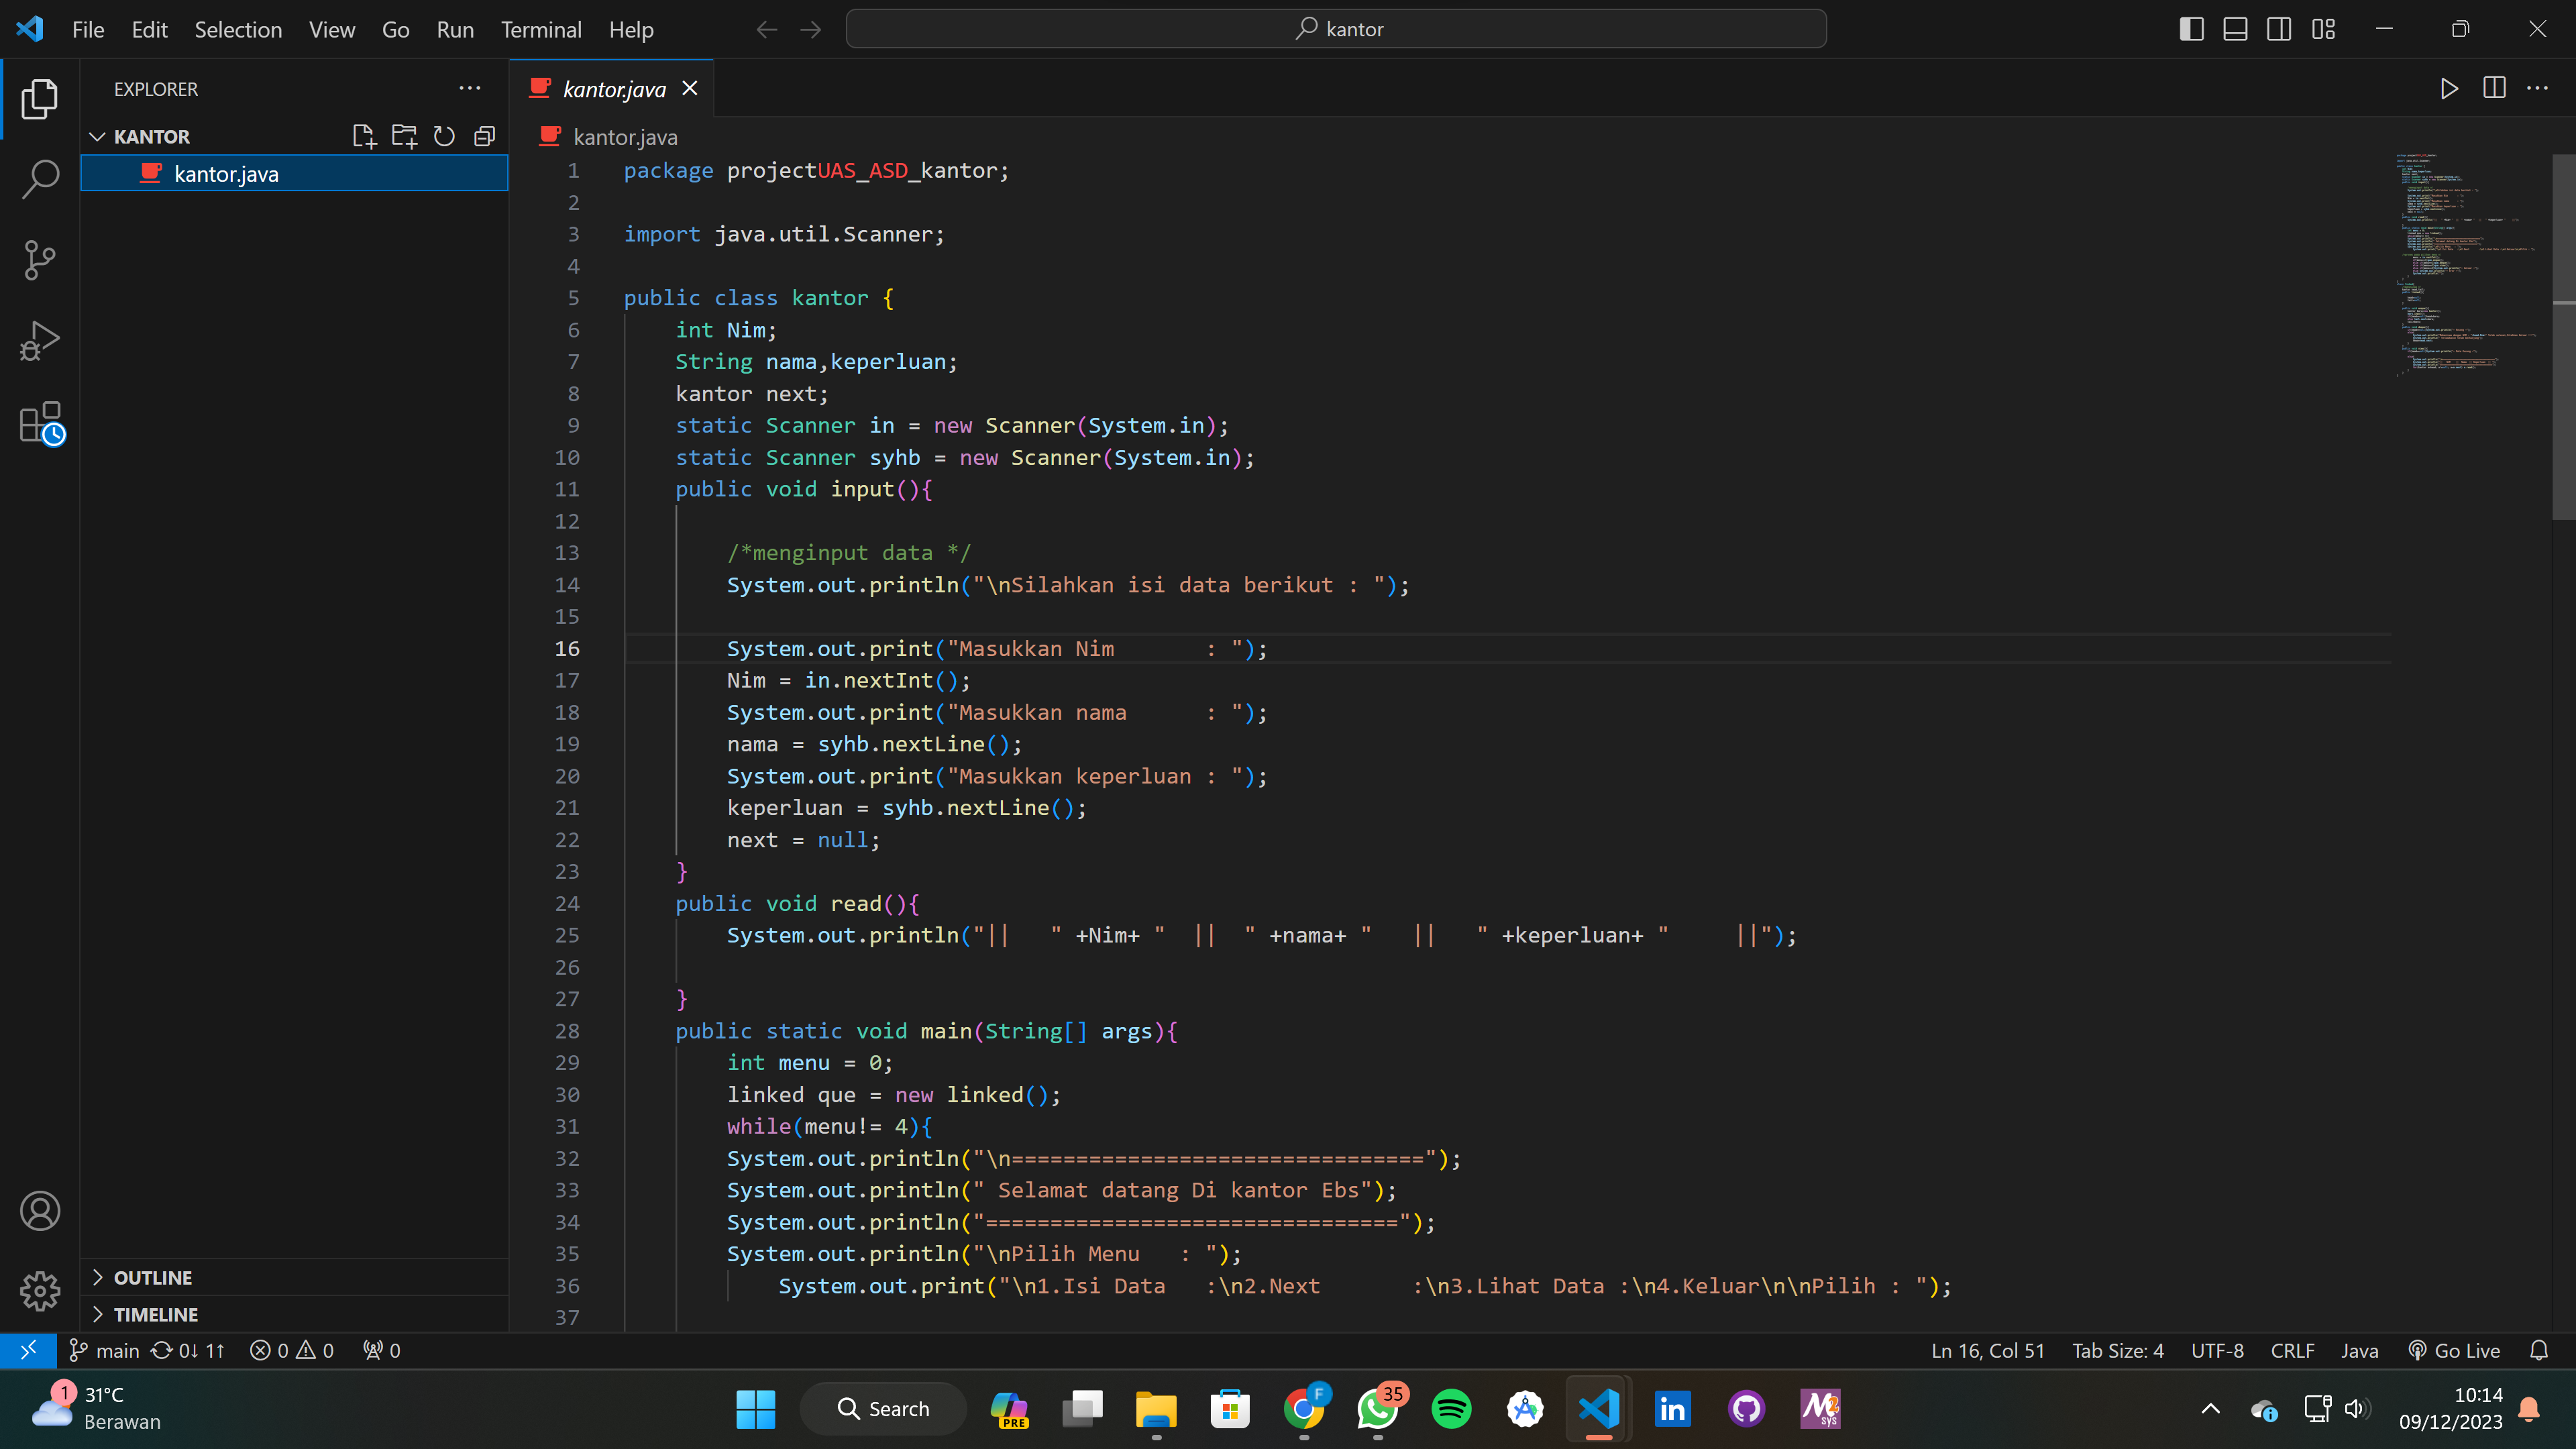 File Edit Selection View Go Run Terminal Help
kantor
EXPLORER
KANTOR
kantor.java
kantor.java
kantor.java
1 package projectUAS_ASD_kantor;
2
3 import java.util.Scanner;
4
5 public class kantor {
6     int Nim;
7     String nama,keperluan;
8     kantor next;
9     static Scanner in = new Scanner(System.in);
10     static Scanner syhb = new Scanner(System.in);
11     public void input(){
12
13         /*menginput data */
14         System.out.println("\nSilahkan isi data berikut : ");
15
16         System.out.print("Masukkan Nim       : ");
17         Nim = in.nextInt();
18         System.out.print("Masukkan nama      : ");
19         nama = syhb.nextLine();
20         System.out.print("Masukkan keperluan : ");
21         keperluan = syhb.nextLine();
22         next = null;
23     }
24     public void read(){
25         System.out.println("||   " +Nim+ "  ||  " +nama+ "   ||   " +keperluan+ "     ||");
26
27     }
28     public static void main(String[] args){
29         int menu = 0;
30         linked que = new linked();
31         while(menu!= 4){
32         System.out.println("\n================================");
33         System.out.println(" Selamat datang Di kantor Ebs");
34         System.out.println("================================");
35         System.out.println("\nPilih Menu   : ");
36             System.out.print("\n1.Isi Data   :\n2.Next       :\n3.Lihat Data :\n4.Keluar\n\nPilih : ");
37
OUTLINE
TIMELINE
main 0↓ 1↑ 0 0 0
Ln 16, Col 51 Tab Size: 4 UTF-8 CRLF Java Go Live
1 31°C
Berawan
Search
PRE
F
35
in
M2
sys
10:14
09/12/2023